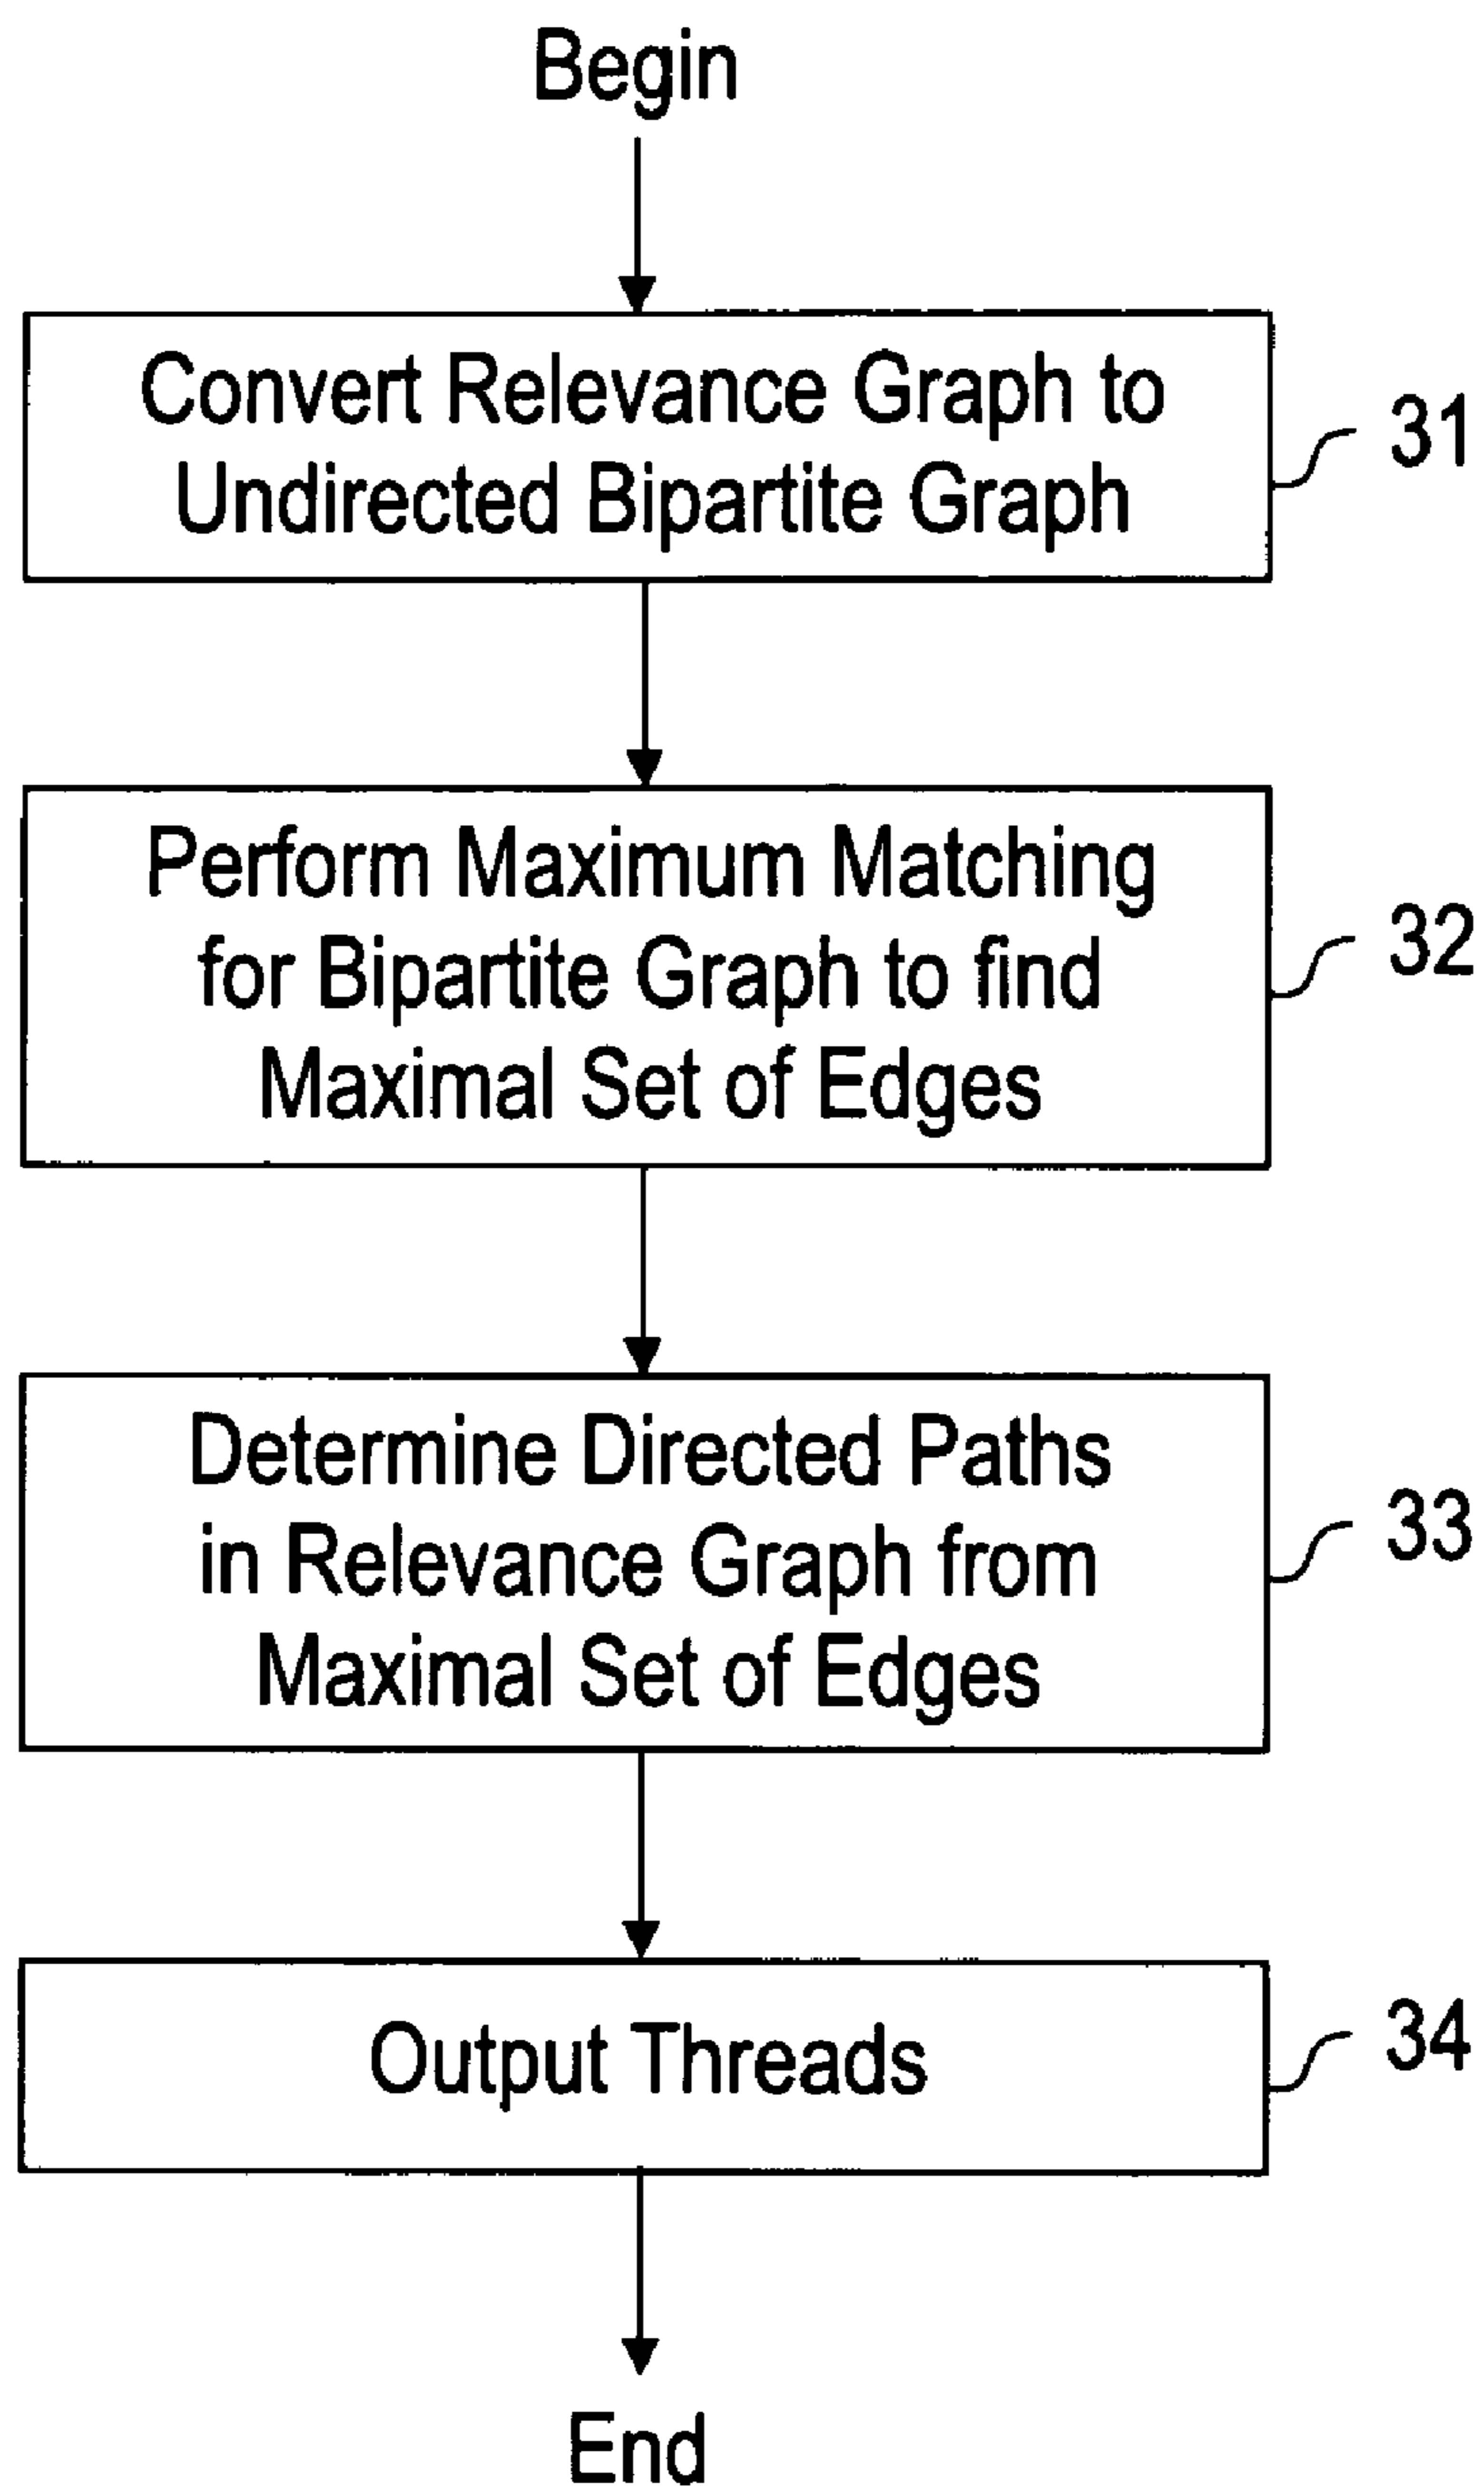 Begin
Convert Relevance Graph to
Undirected Bipartite Graph
31
Perform Maximum Matching
for Bipartite Graph to find
Maximal Set of Edges
32
Determine Directed Paths
in Relevance Graph from
Maximal Set of Edges
33
Output Threads
34
End